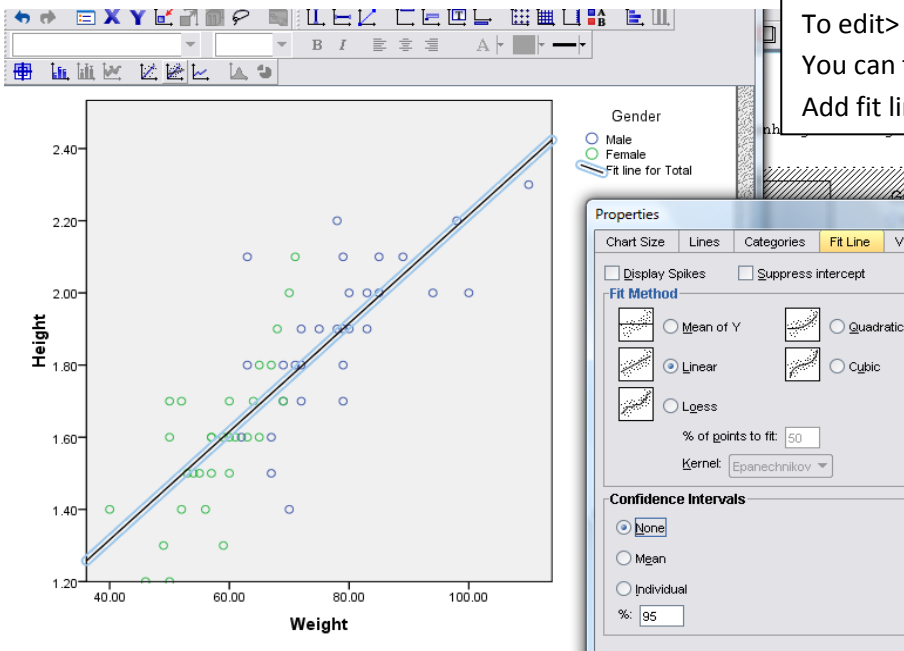 To edit>
You can
Add fit li
X Y
B I
A
Gender
Male
Female
Fit line for Total
2.40
2.20
2.00
1.80
1.60
1.40
1.20
Height
40.00 60.00 80.00 100.00
Weight
Properties
Chart Size Lines Categories Fit Line V
Display Spikes Suppress intercept
Fit Method
Mean of Y Quadratic
Linear Cubic
Loess
% of points to fit: 50
Kernel: Epanechnikov
Confidence Intervals
None
Mean
Individual
%: 95